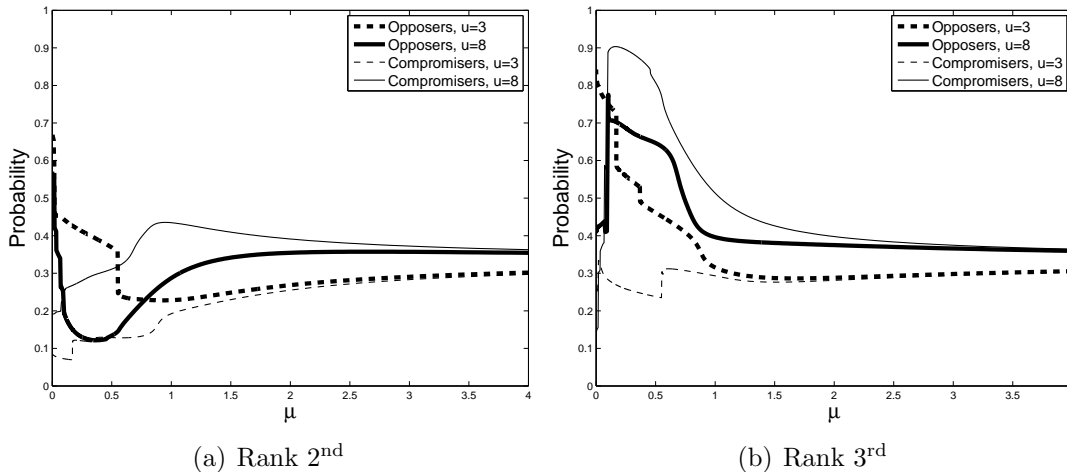 Probability
1
0.9
0.8
0.7
0.6
0.5
0.4
0.3
0.2
0.1
0
Opposers, u=3
Opposers, u=8
Compromisers, u=3
Compromisers, u=8
0 0.5 1 1.5 2 2.5 3 3.5 4
μ
(a) Rank 2nd
Probability
1
0.9
0.8
0.7
0.6
0.5
0.4
0.3
0.2
0.1
0
Opposers, u=3
Opposers, u=8
Compromisers, u=3
Compromisers, u=8
0 0.5 1 1.5 2 2.5 3 3.5
μ
(b) Rank 3rd